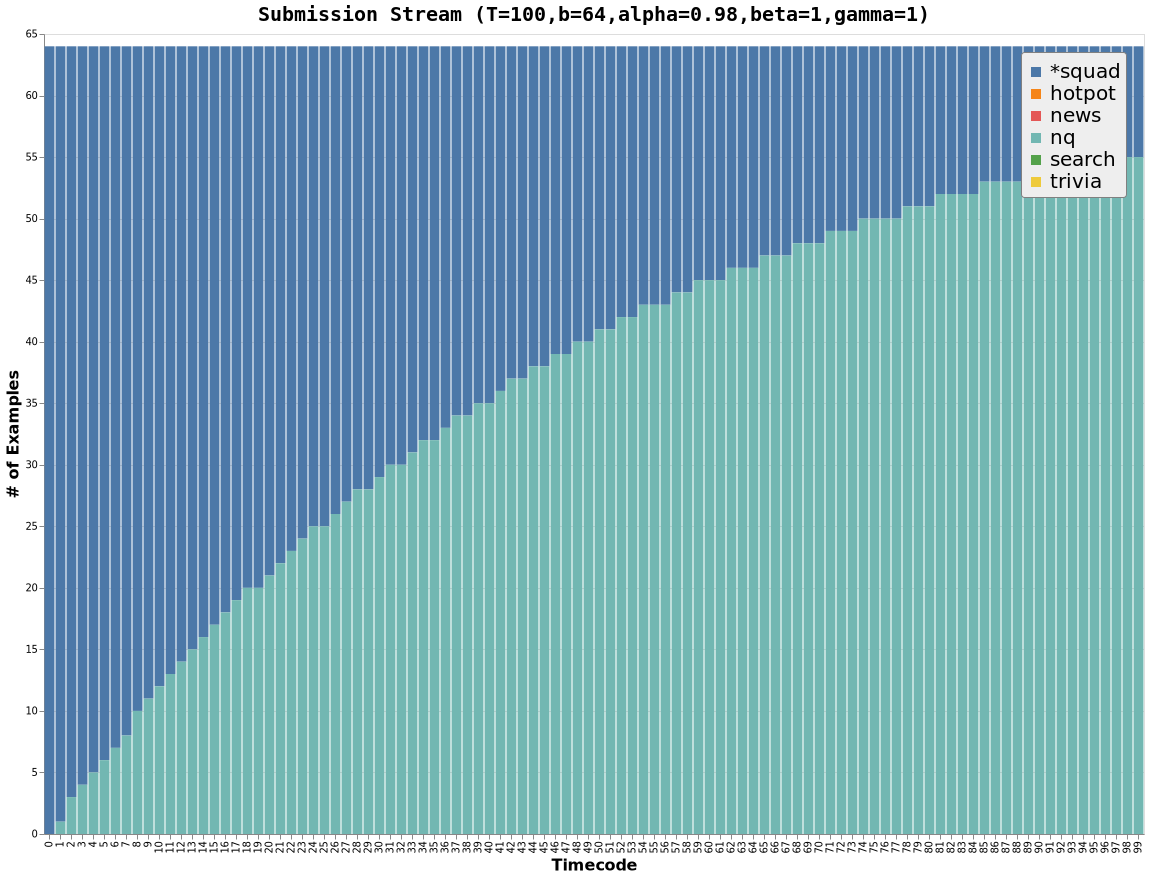 Submission Stream (T=100,b=64,alpha=0.98,beta=1,gamma=1)
65
60
55
50
45
40
35
30
25
20
15
10
5
0
# of Examples
*squad
hotpot
news
nq
search
trivia
0 1 2 3 4 5 6 7 8 9 10 11 12 13 14 15 16 17 18 19 20 21 22 23 24 25 26 27 28 29 30 31 32 33 34 35 36 37 38 39 40 41 42 43 44 45 46 47 48 49 50 51 52 53 54 55 56 57 58 59 60 61 62 63 64 65 66 67 68 69 70 71 72 73 74 75 76 77 78 79 80 81 82 83 84 85 86 87 88 89 90 91 92 93 94 95 96 97 98 99
Timecode